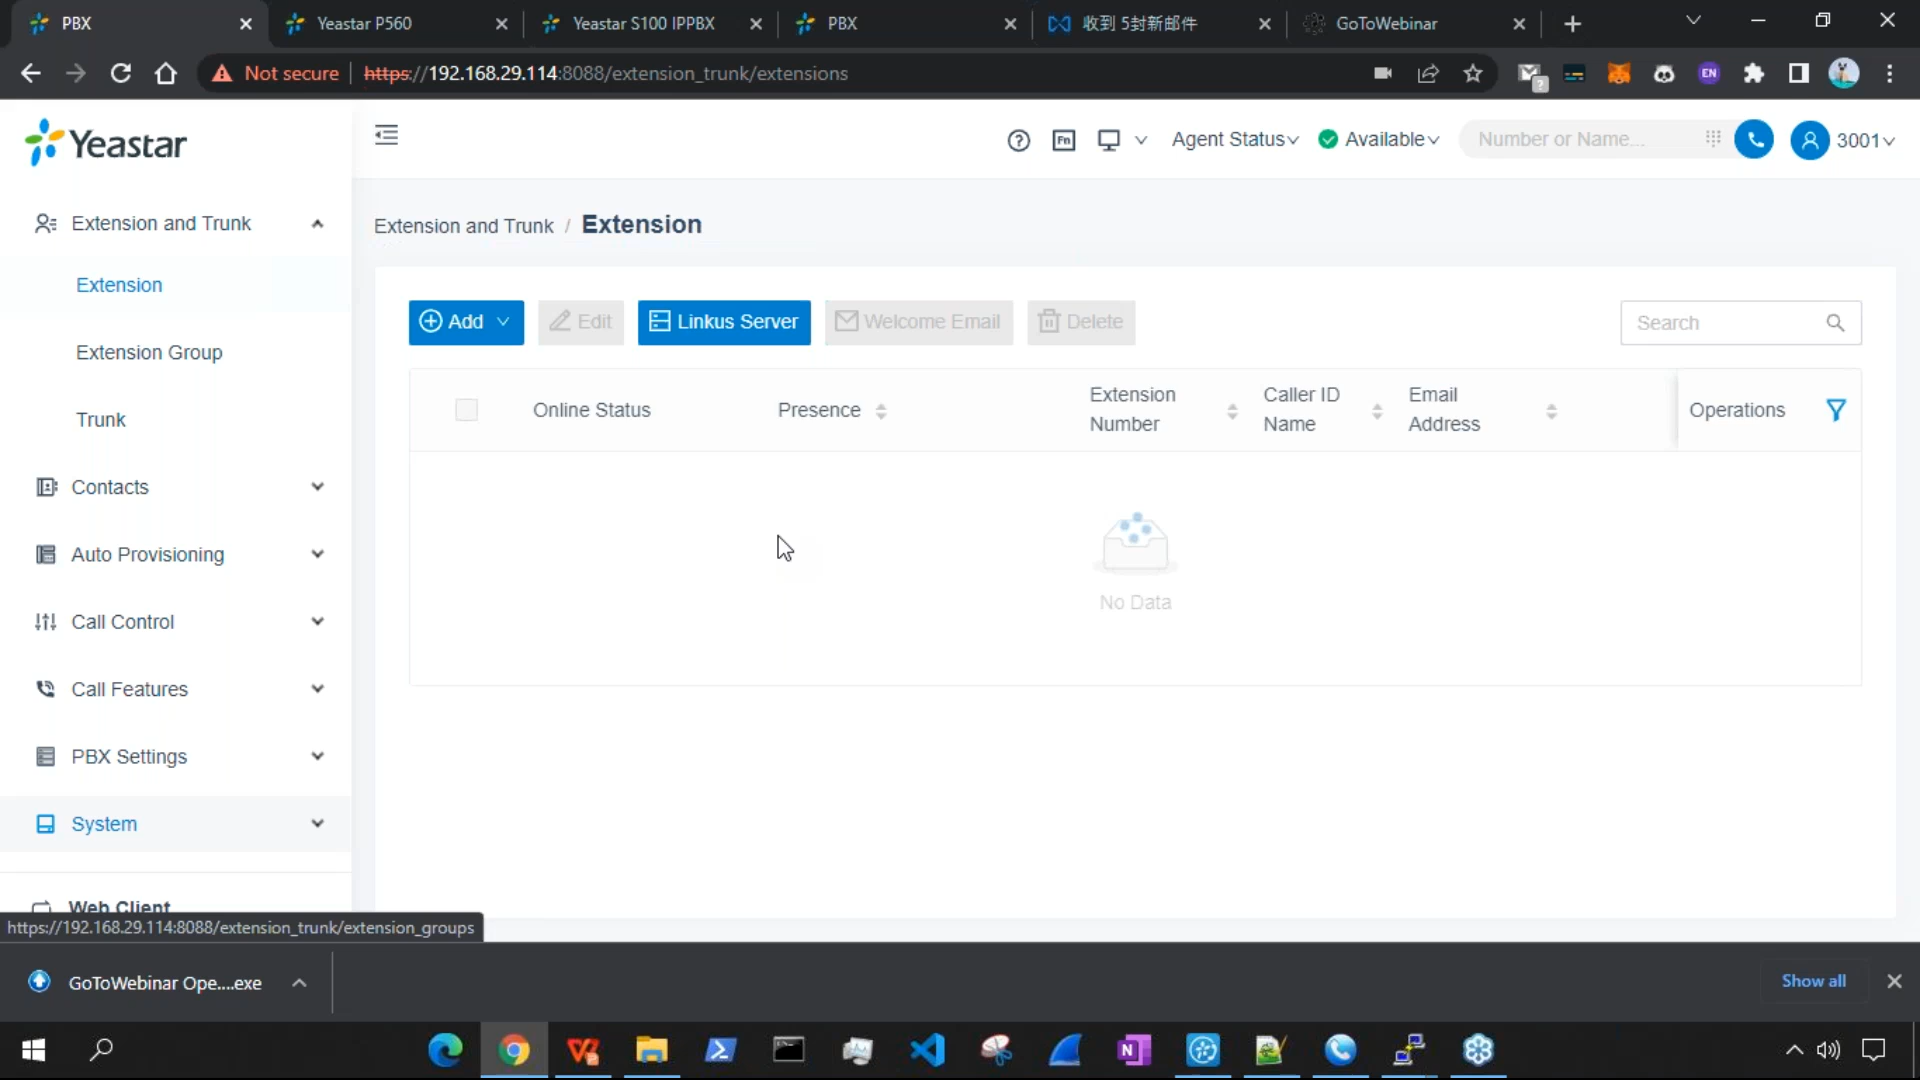 PBX
Yeastar P560
Yeastar S100 IPPBX
PBX
收到 5封新邮件
GoToWebinar
Not secure
https://192.168.29.114:8088/extension_trunk/extensions
?
EN
Yeastar
Fn
Agent Status
Available
Number or Name...
3001
Extension and Trunk
Extension
Extension Group
Trunk
Contacts
Auto Provisioning
Call Control
Call Features
PBX Settings
System
Web Client
Extension and Trunk / Extension
Add
Edit
Linkus Server
Welcome Email
Delete
Search
Online Status
Presence
Extension Number
Caller ID Name
Email Address
Operations
No Data
https://192.168.29.114:8088/extension_trunk/extension_groups
GoToWebinar Ope....exe
Show all